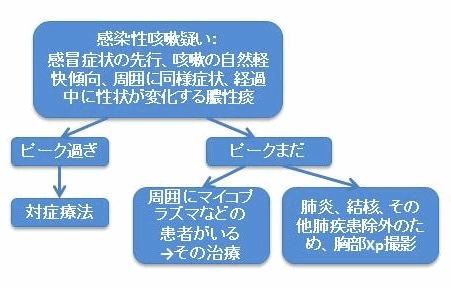 感染性咳嗽疑い:
感冒症状の先行、咳嗽の自然軽
快傾向、周囲に同様症状、経過
中に性状が変化する膿性痰
ピーク過ぎ
ピークまだ
対症療法
周囲にマイコプ
ラズマなどの
患者がいる
→その治療
肺炎、結核、その
他肺疾患除外のた
め、胸部Xp撮影